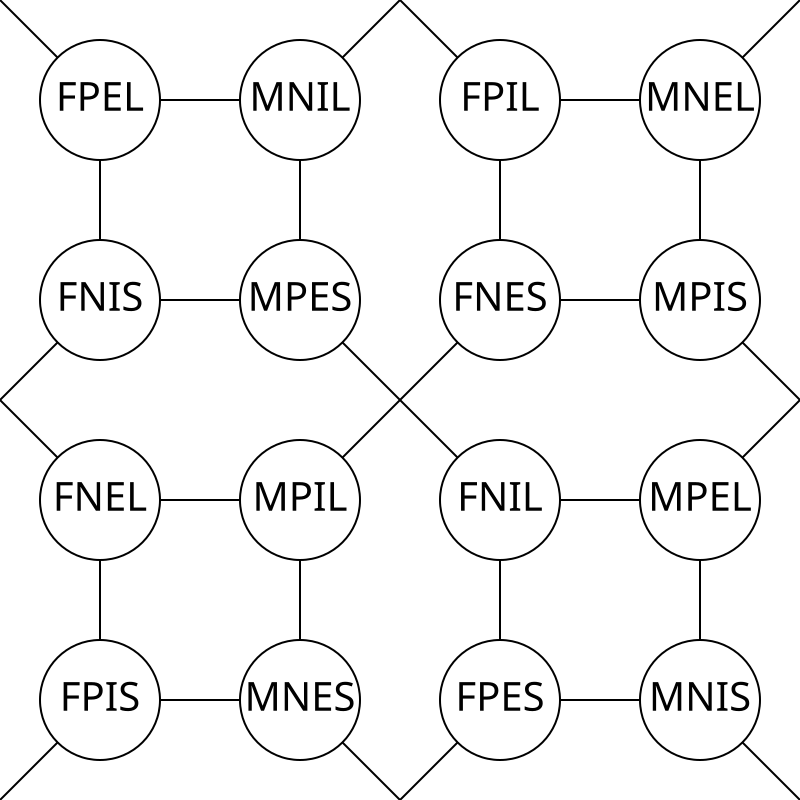 FPEL MNIL FPIL MNEL
FNIS MPES FNES MPIS
FNEL MPIL FNIL MPEL
FPIS MNES FPES MNIS